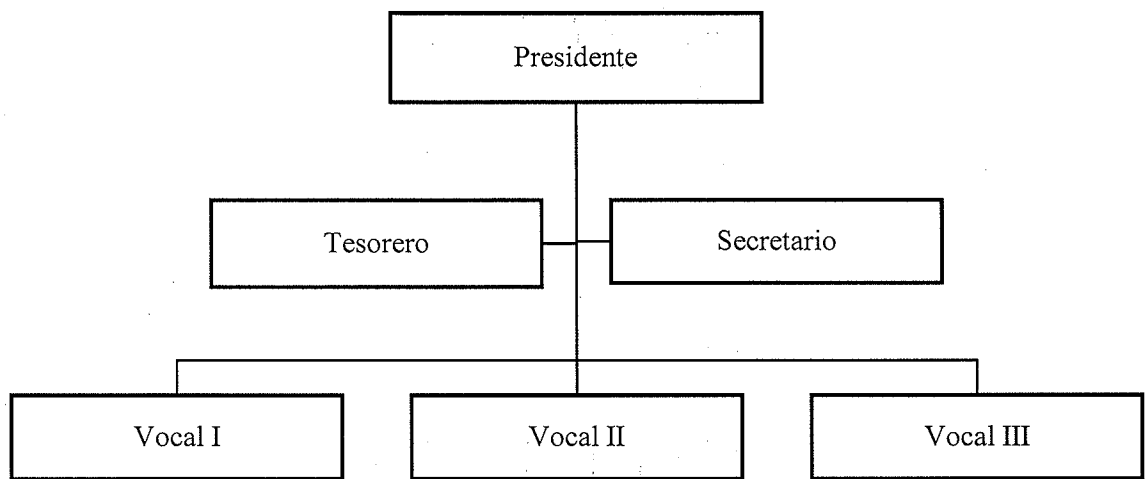 Presidente
Tesorero
Secretario
Vocal I
Vocal II
Vocal III